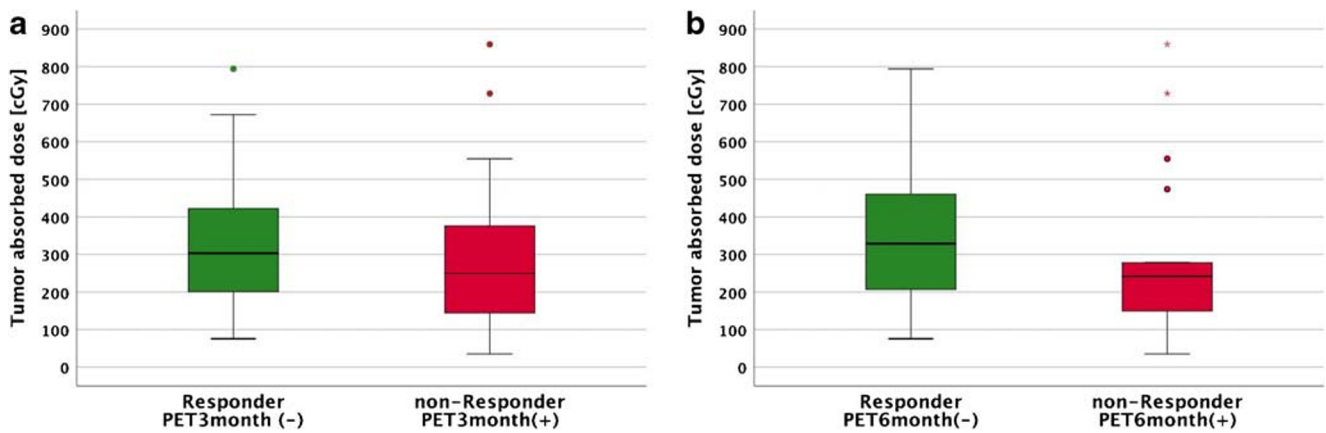 a
Tumor absorbed dose [cGy]
900
800
700
600
500
400
300
200
100
0
Responder
PET3month (-)
non-Responder
PET3month(+)
b
Tumor absorbed dose [cGy]
900
800
700
600
500
400
300
200
100
0
Responder
PET6month(-)
non-Responder
PET6month(+)